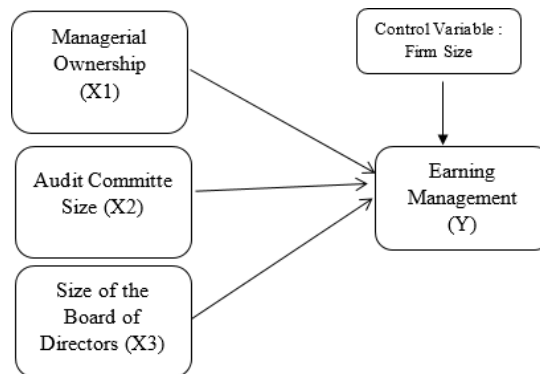 Managerial
Ownership
(X1)
Control Variable :
Firm Size
Audit Committe
Size (X2)
Earning
Management
(Y)
Size of the
Board of
Directors (X3)